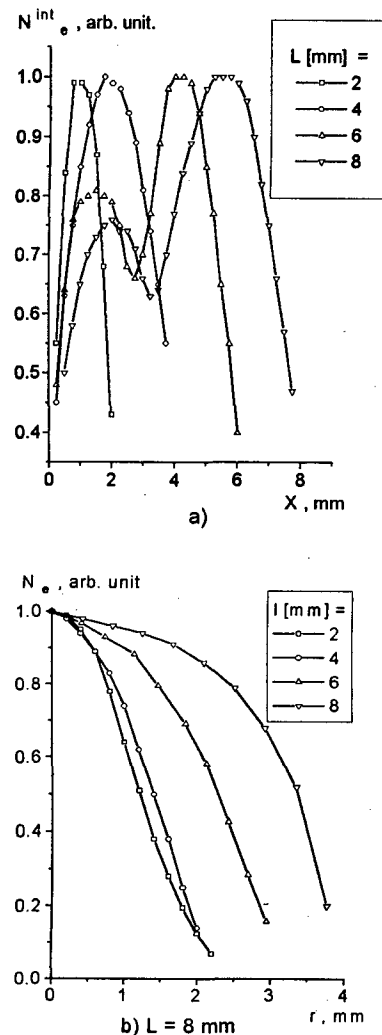 N^int_e, arb. unit.
L [mm] =
2
4
6
8
1.0
0.9
0.8
0.7
0.6
0.5
0.4
0 2 4 6 8
X , mm
a)
N_e , arb. unit
l [mm] =
2
4
6
8
1.0
0.8
0.6
0.4
0.2
0.0
0 1 2 3 4
b) L = 8 mm
r , mm